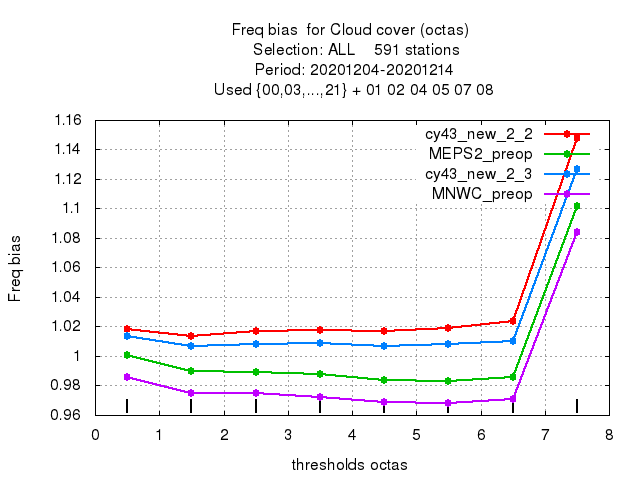 Freq bias  for Cloud cover (octas)
Selection: ALL    591 stations
Period: 20201204-20201214
Used {00,03,...,21} + 01 02 04 05 07 08
cy43_new_2_2
MEPS2_preop
cy43_new_2_3
MNWC_preop
1.16
1.14
1.12
1.1
1.08
1.06
1.04
1.02
1
0.98
0.96
Freq bias
0 1 2 3 4 5 6 7 8
thresholds octas